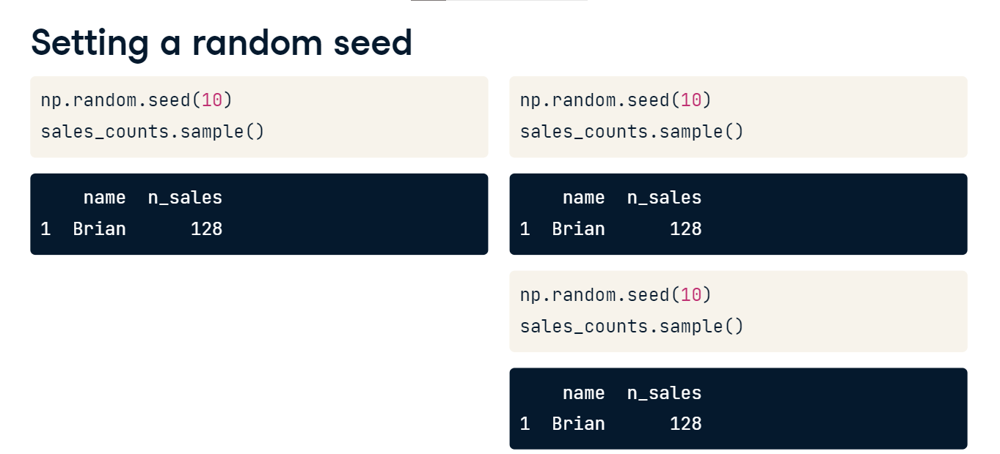 Setting a random seed
np.random.seed(10)
sales_counts.sample()
name n_sales
1 Brian 128
np.random.seed(10)
sales_counts.sample()
name n_sales
1 Brian 128
np.random.seed(10)
sales_counts.sample()
name n_sales
1 Brian 128